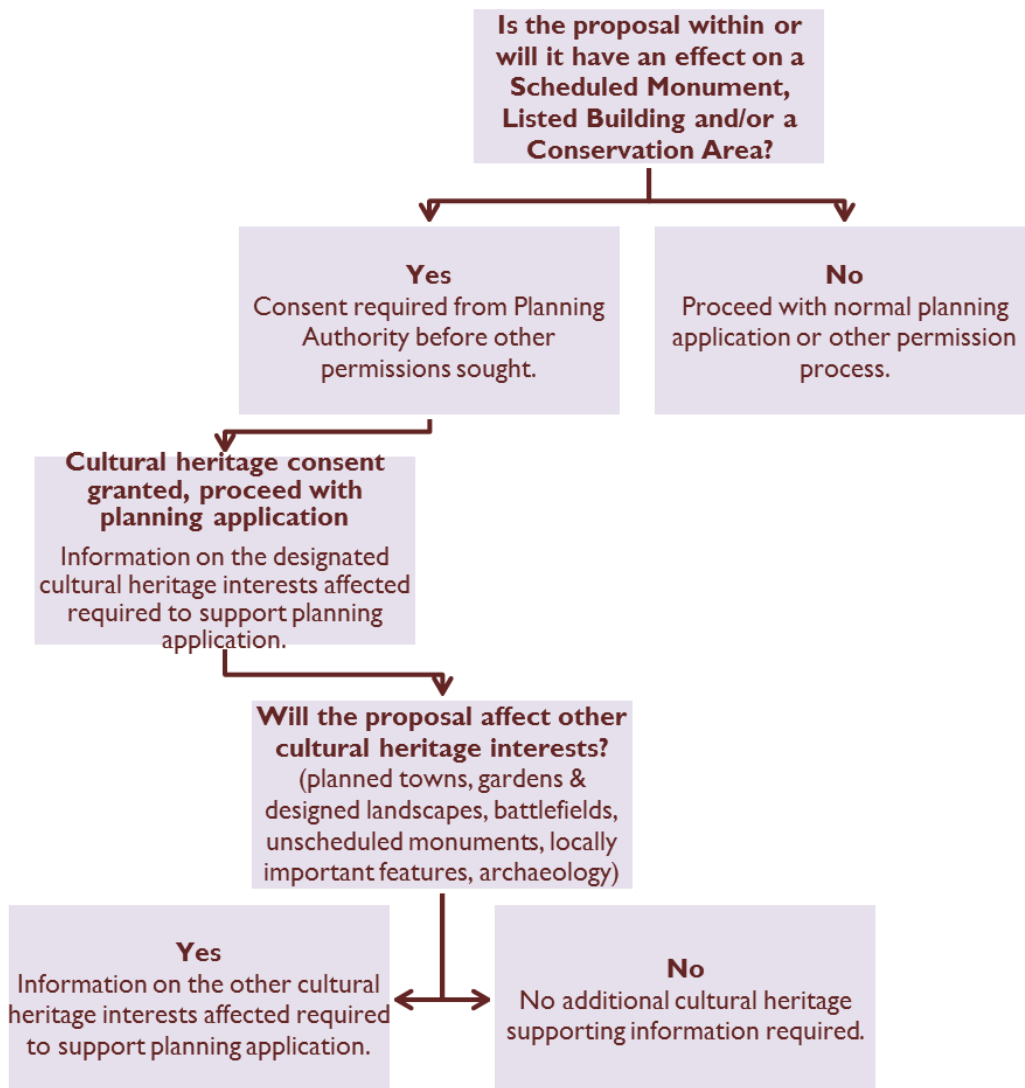 Is the proposal within or
will it have an effect on a
Scheduled Monument,
Listed Building and/or a
Conservation Area?
Yes
Consent required from Planning
Authority before other
permissions sought.
No
Proceed with normal planning
application or other permission
process.
Cultural heritage consent
granted, proceed with
planning application
Information on the designated
cultural heritage interests affected
required to support planning
application.
Will the proposal affect other
cultural heritage interests?
(planned towns, gardens &
designed landscapes, battlefields,
unscheduled monuments, locally
important features, archaeology)
Yes
Information on the other cultural
heritage interests affected required
to support planning application.
No
No additional cultural heritage
supporting information required.